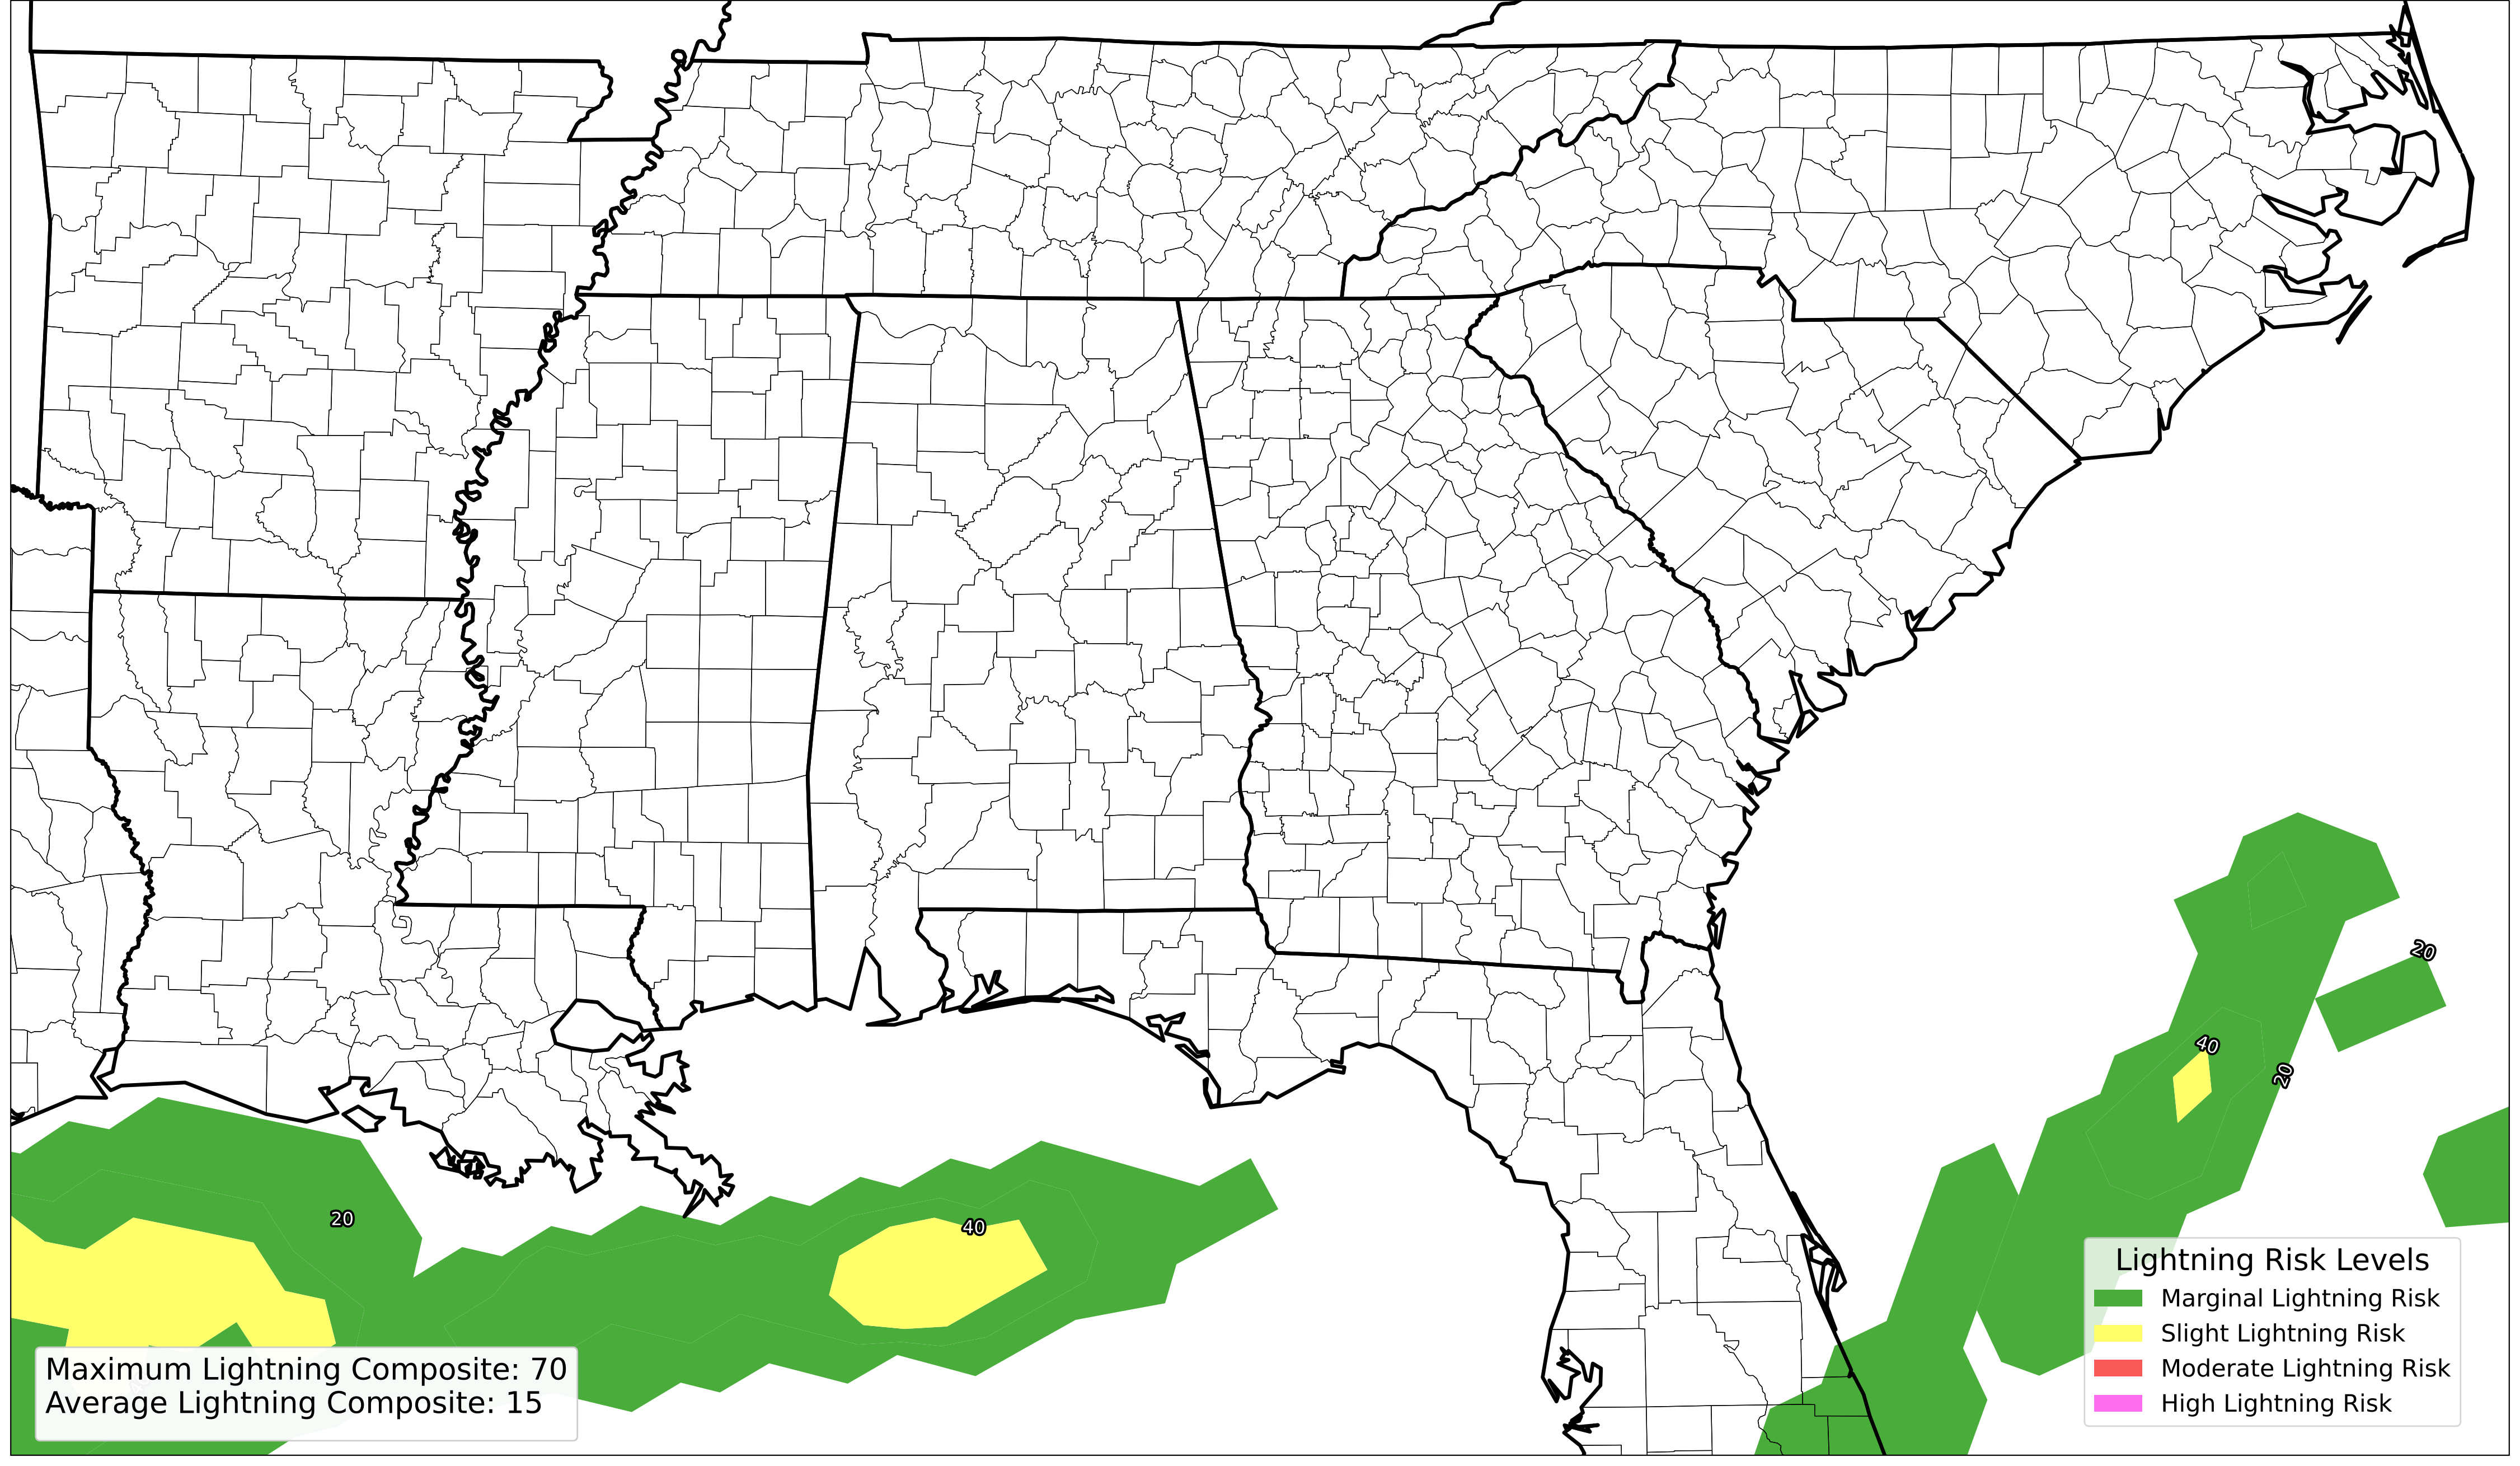 20
40
20
40
20
Lightning Risk Levels
Marginal Lightning Risk
Slight Lightning Risk
Moderate Lightning Risk
High Lightning Risk
Maximum Lightning Composite: 70
Average Lightning Composite: 15